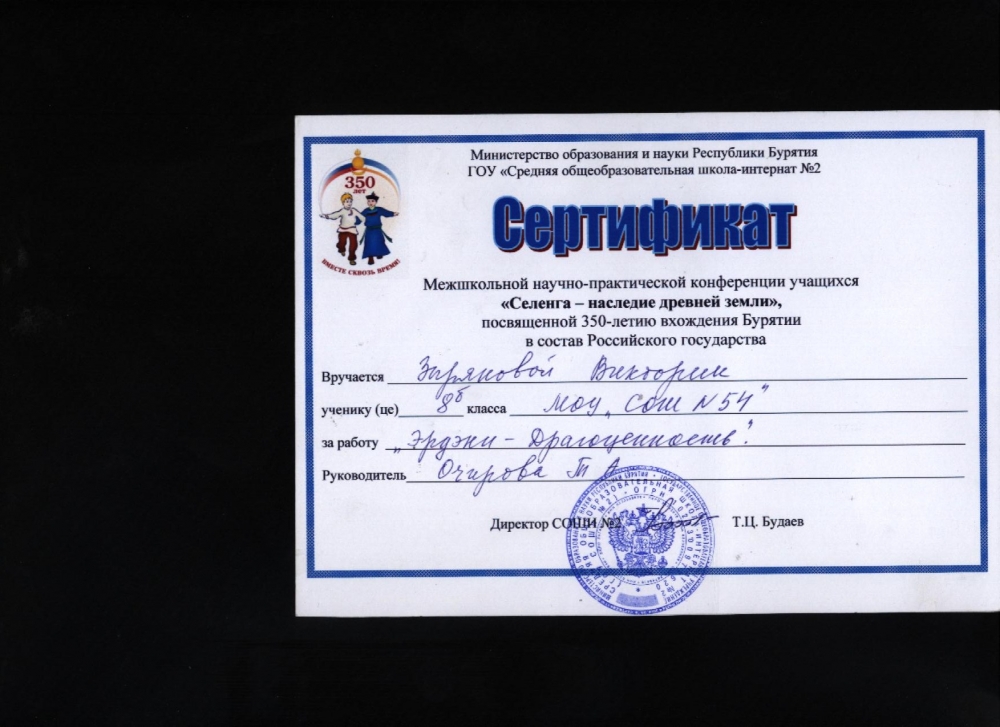 350
лет
ВМЕСТЕ СКВОЗЬ ВРЕМЯ!
Министерство образования и науки Республики Бурятия
ГОУ «Средняя общеобразовательная школа-интернат №2
Сертификат
Межшкольной научно-практической конференции учащихся
«Селенга – наследие древней земли»,
посвященной 350-летию вхождения Бурятии
в состав Российского государства
Вручается Зыряновой Виктории
ученику (це) 8б класса МОУ „СОШ N54"
за работу „Эрдэни - Драгоценность".
Руководитель Очирова Т А
Директор СОШИ №2 Т.Ц. Будаев